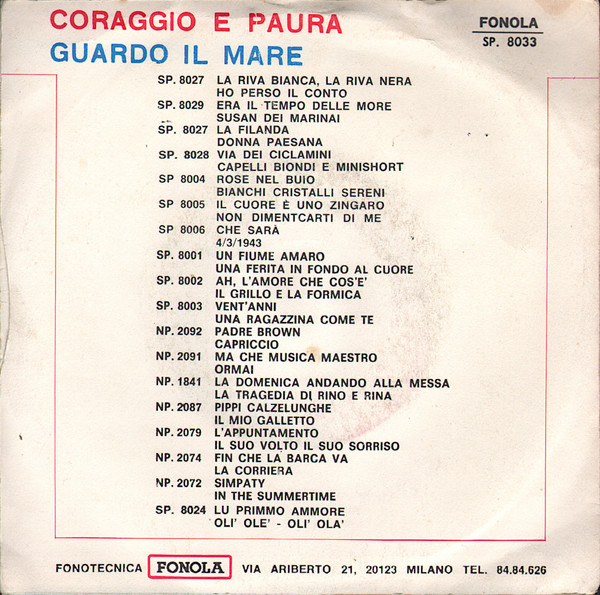 CORAGGIO E PAURA
GUARDO IL MARE
FONOLA
SP. 8033
SP. 8027 LA RIVA BIANCA, LA RIVA NERA
HO PERSO IL CONTO
SP. 8029 ERA IL TEMPO DELLE MORE
SUSAN DEI MARINAI
SP. 8027 LA FILANDA
DONNA PAESANA
SP. 8028 VIA DEI CICLAMINI
CAPELLI BIONDI E MINISHORT
SP 8004 ROSE NEL BUIO
BIANCHI CRISTALLI SERENI
SP 8005 IL CUORE È UNO ZINGARO
NON DIMENTCARTI DI ME
SP 8006 CHE SARÀ
4/3/1943
SP. 8001 UN FIUME AMARO
UNA FERITA IN FONDO AL CUORE
SP. 8002 AH, L'AMORE CHE COS'E'
IL GRILLO E LA FORMICA
SP. 8003 VENT'ANNI
UNA RAGAZZINA COME TE
NP. 2092 PADRE BROWN
CAPRICCIO
NP. 2091 MA CHE MUSICA MAESTRO
ORMAI
NP. 1841 LA DOMENICA ANDANDO ALLA MESSA
LA TRAGEDIA DI RINO E RINA
NP. 2087 PIPPI CALZELUNGHE
IL MIO GALLETTO
NP. 2079 L'APPUNTAMENTO
IL SUO VOLTO IL SUO SORRISO
NP. 2074 FIN CHE LA BARCA VA
LA CORRIERA
NP. 2072 SIMPATY
IN THE SUMMERTIME
SP. 8024 LU PRIMMO AMMORE
OLI' OLE' - OLI' OLA'
FONOTECNICA FONOLA VIA ARIBERTO 21, 20123 MILANO TEL. 84.84.626